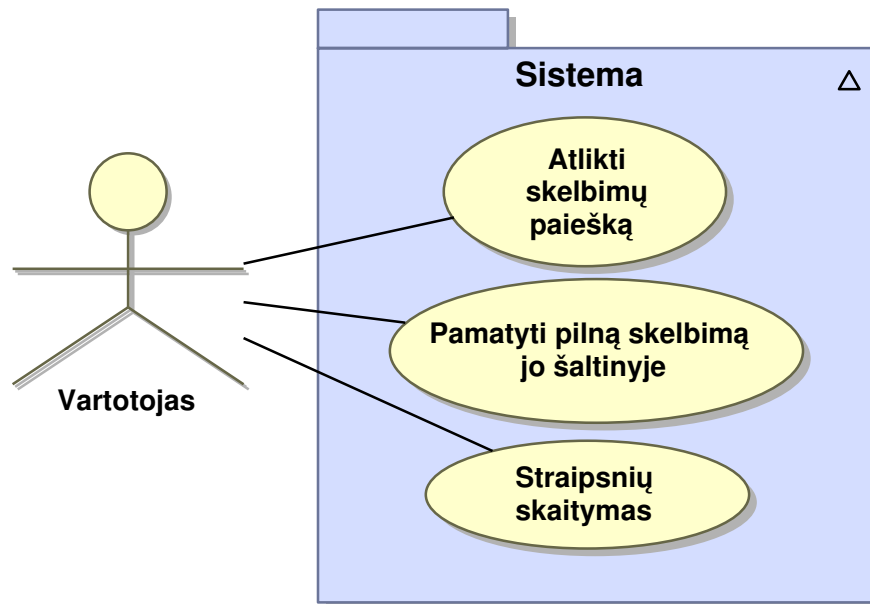 Sistema
Atlikti
skelbimų
paiešką
Pamatyti pilną skelbimą
jo šaltinyje
Vartotojas
Straipsnių
skaitymas